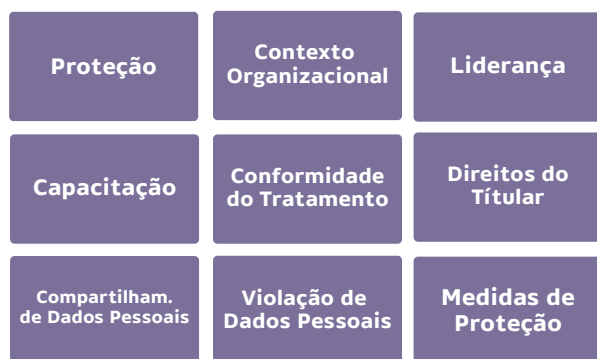 Proteção
Contexto
Organizacional
Liderança
Capacitação
Conformidade
do Tratamento
Direitos do
Títular
Compartilham.
de Dados Pessoais
Violação de
Dados Pessoais
Medidas de
Proteção